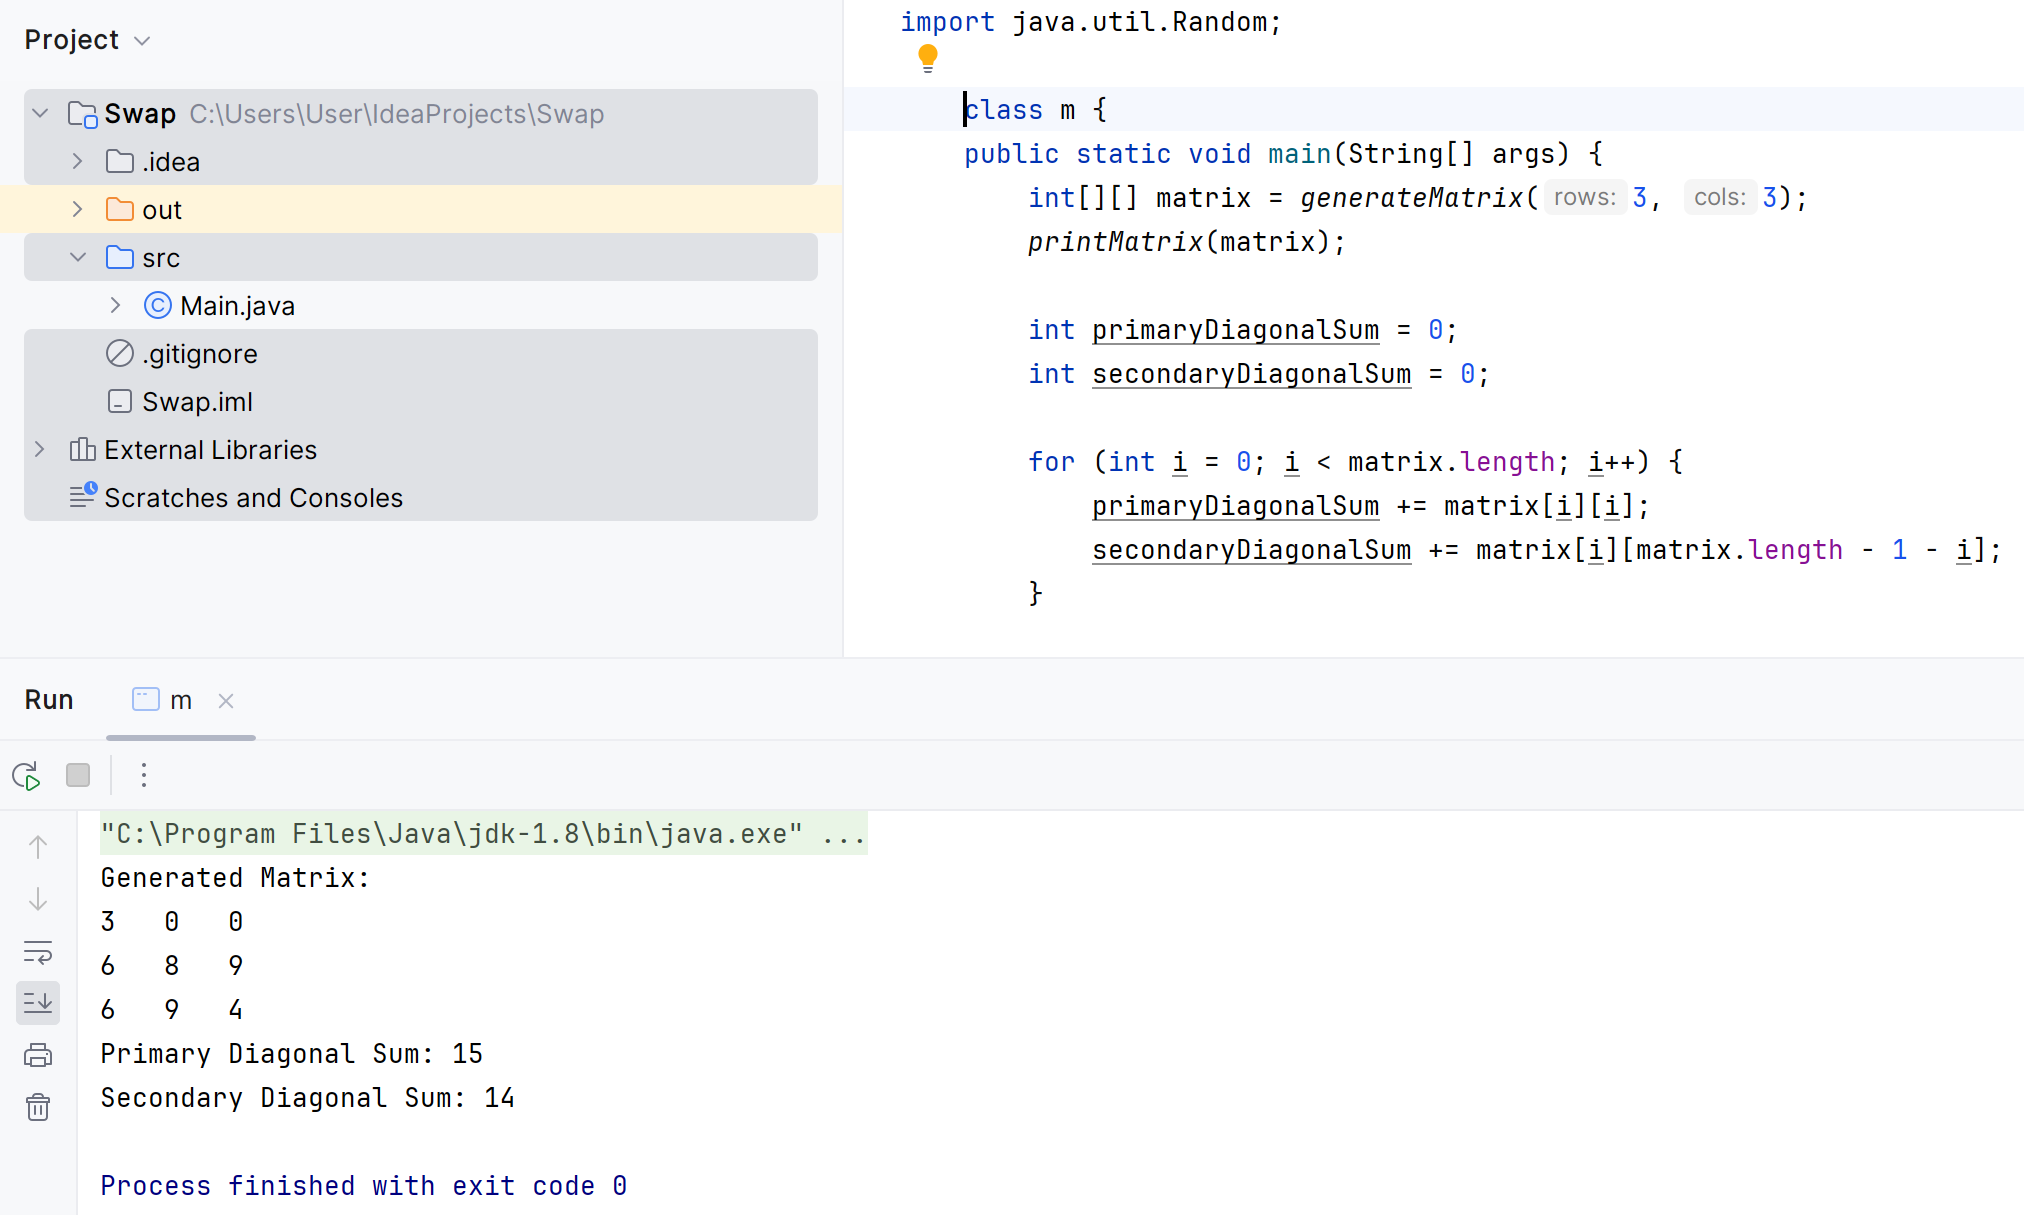 Project
Swap C:\Users\User\IdeaProjects\Swap
.idea
out
src
Main.java
.gitignore
Swap.iml
External Libraries
Scratches and Consoles
import java.util.Random;
class m {
public static void main(String[] args) {
int[][] matrix = generateMatrix( rows: 3, cols: 3);
printMatrix(matrix);
int primaryDiagonalSum = 0;
int secondaryDiagonalSum = 0;
for (int i = 0; i < matrix.length; i++) {
primaryDiagonalSum += matrix[i][i];
secondaryDiagonalSum += matrix[i][matrix.length - 1 - i];
}
Run m
"C:\Program Files\Java\jdk-1.8\bin\java.exe" ...
Generated Matrix:
3 0 0
6 8 9
6 9 4
Primary Diagonal Sum: 15
Secondary Diagonal Sum: 14
Process finished with exit code 0